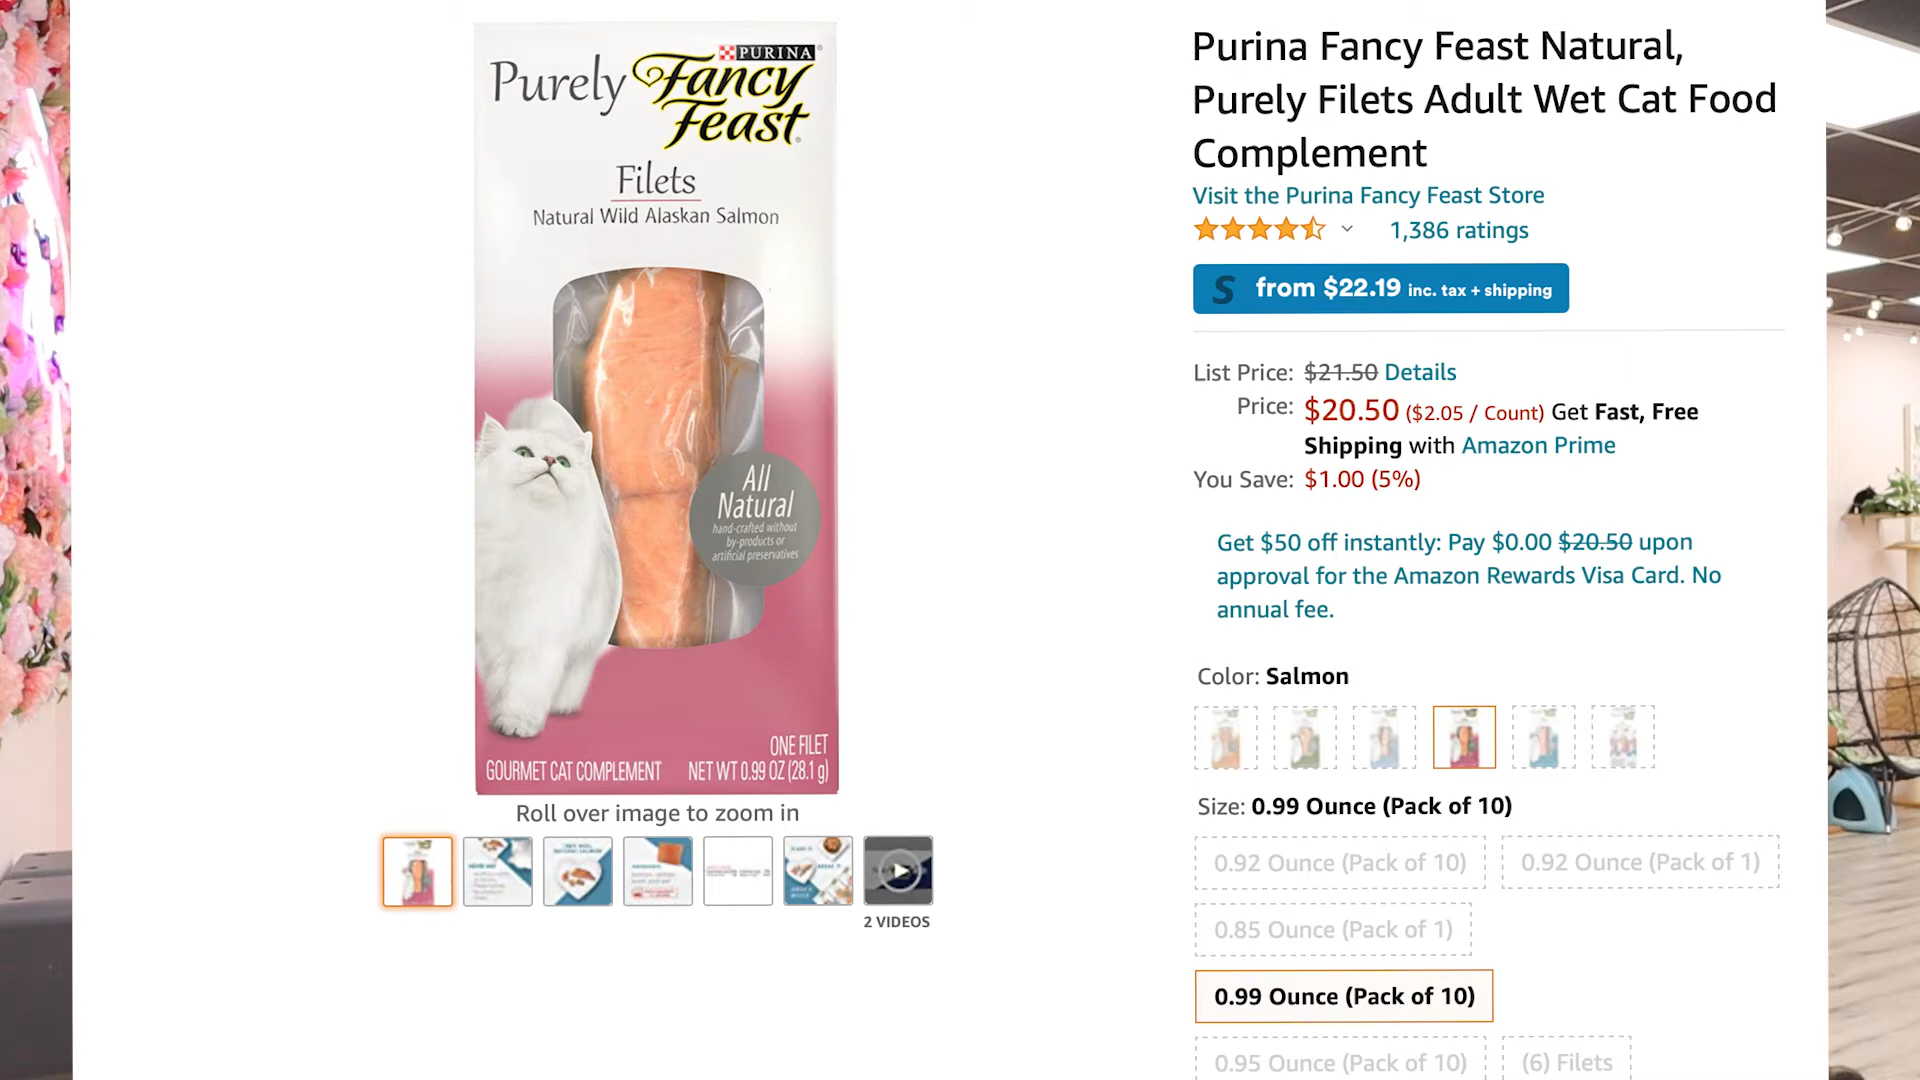 PURINA
Purely Fancy
Feast
Filets
Natural Wild Alaskan Salmon
All
Natural
hand-crafted without
by-products or
artificial preservatives
ONE FILET
GOURMET CAT COMPLEMENT NET WT 0.99 OZ (28.1 g)
Roll over image to zoom in
2 VIDEOS
Purina Fancy Feast Natural,
Purely Filets Adult Wet Cat Food
Complement
Visit the Purina Fancy Feast Store
1,386 ratings
S from $22.19 inc. tax + shipping
List Price: $21.50 Details
Price: $20.50 ($2.05 / Count) Get Fast, Free
Shipping with Amazon Prime
You Save: $1.00 (5%)
Get $50 off instantly: Pay $0.00 $20.50 upon
approval for the Amazon Rewards Visa Card. No
annual fee.
Color: Salmon
Size: 0.99 Ounce (Pack of 10)
0.92 Ounce (Pack of 10) 0.92 Ounce (Pack of 1)
0.85 Ounce (Pack of 1)
0.99 Ounce (Pack of 10)
0.95 Ounce (Pack of 10) (6) Filets